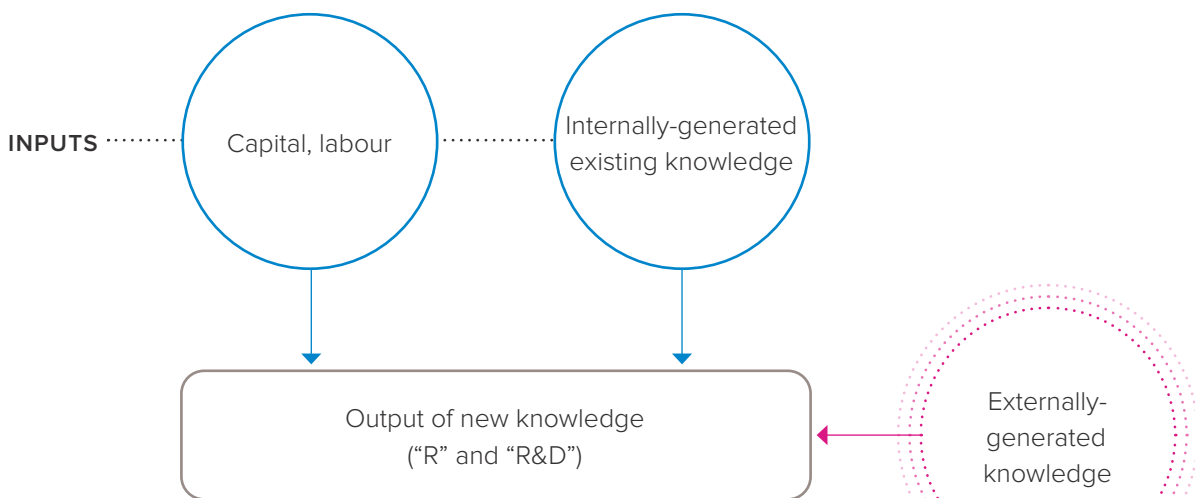 INPUTS
Capital, labour
Internally-generated
existing knowledge
Output of new knowledge
(“R” and “R&D”)
Externally-
generated
knowledge